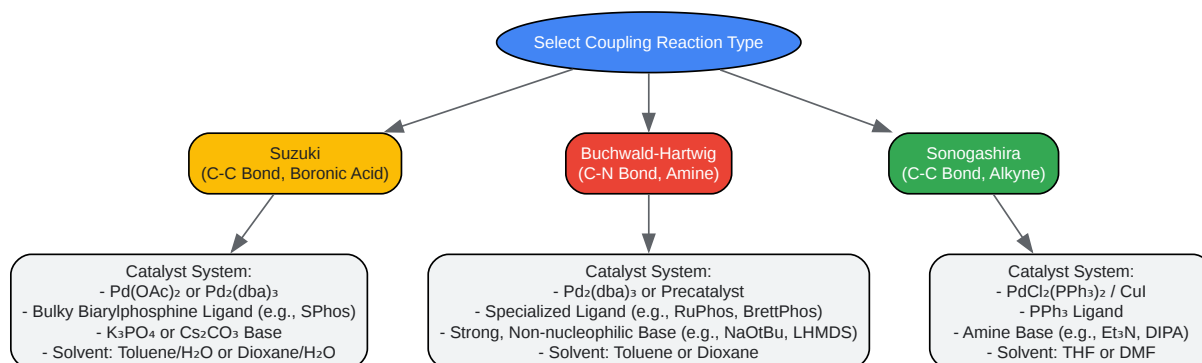 Select Coupling Reaction Type
Suzuki
(C-C Bond, Boronic Acid)
Buchwald-Hartwig
(C-N Bond, Amine)
Sonogashira
(C-C Bond, Alkyne)
Catalyst System:
- Pd(OAc)₂ or Pd₂(dba)₃
- Bulky Biarylphosphine Ligand (e.g., SPhos)
- K₃PO₄ or Cs₂CO₃ Base
- Solvent: Toluene/H₂O or Dioxane/H₂O
Catalyst System:
- Pd₂(dba)₃ or Precatalyst
- Specialized Ligand (e.g., RuPhos, BrettPhos)
- Strong, Non-nucleophilic Base (e.g., NaOtBu, LHMDS)
- Solvent: Toluene or Dioxane
Catalyst System:
- PdCl₂(PPh₃)₂ / CuI
- PPh₃ Ligand
- Amine Base (e.g., Et₃N, DIPA)
- Solvent: THF or DMF